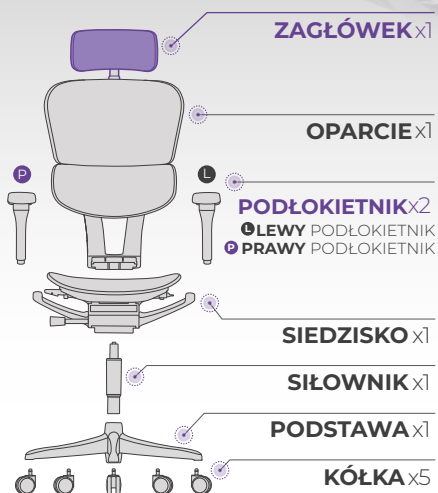 ZAGŁÓWEK x1
OPARCIE x1
P
L
PODŁOKIETNIK x2
L LEWY PODŁOKIETNIK
P PRAWY PODŁOKIETNIK
SIEDZISKO x1
SIŁOWNIK x1
PODSTAWA x1
KÓŁKA x5